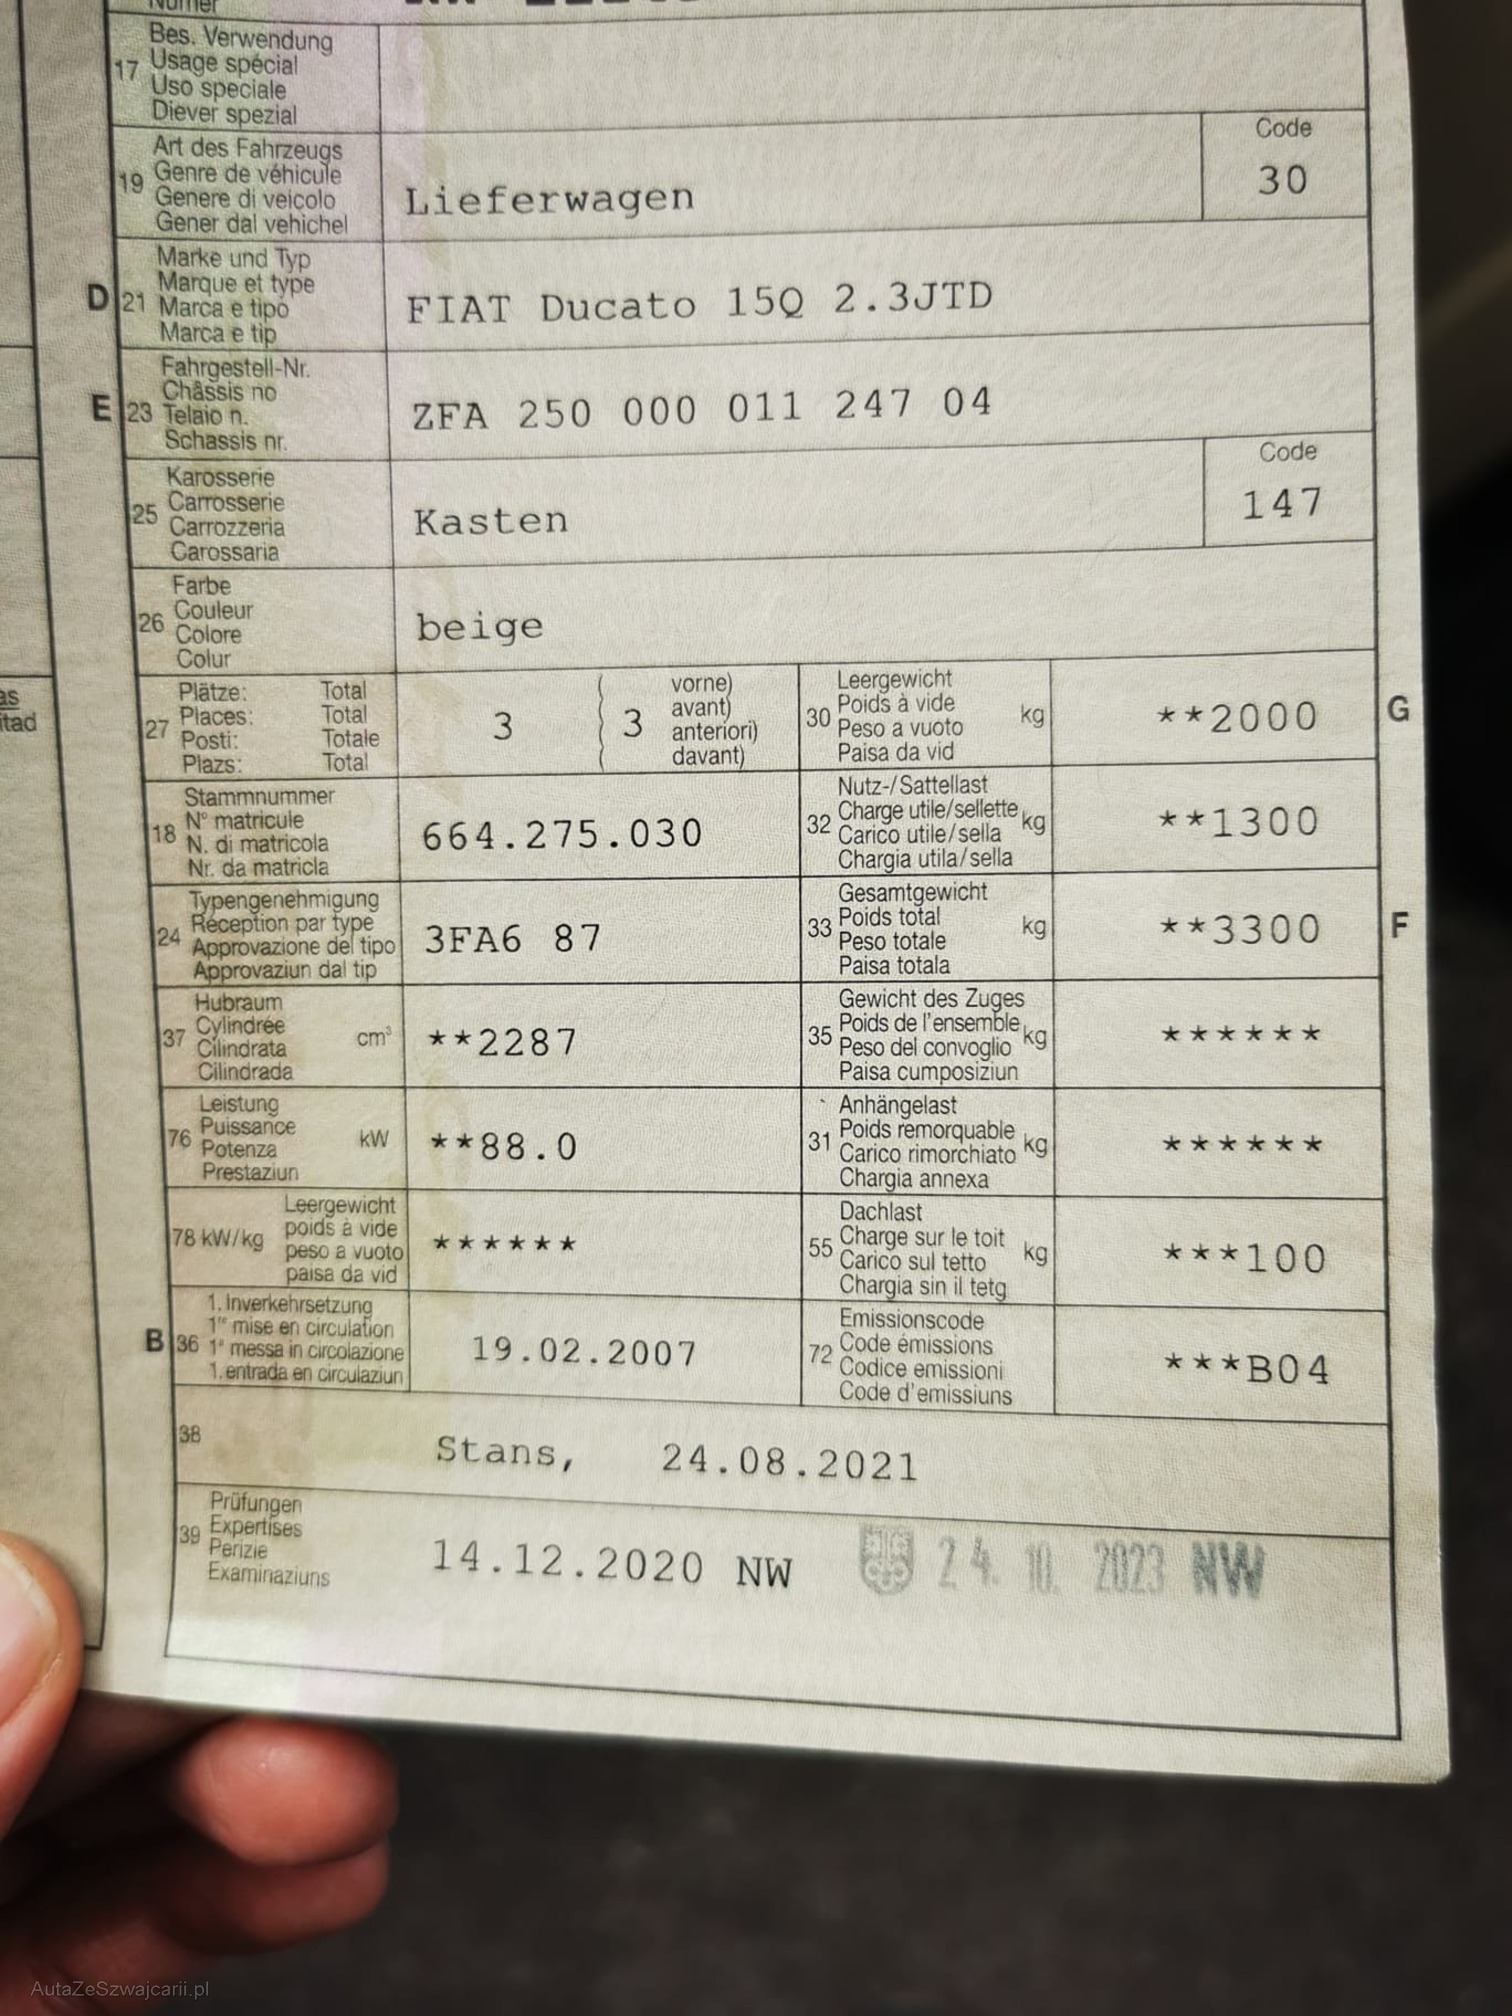 Numer
17 Bes. Verwendung
Usage spécial
Uso speciale
Diever spezial
19 Art des Fahrzeugs
Genre de véhicule
Genere di veicolo
Gener dal vehichel
Lieferwagen
Code
30
D 21 Marke und Typ
Marque et type
Marca e tipo
Marca e tip
FIAT Ducato 15Q 2.3JTD
E 23 Fahrgestell-Nr.
Châssis no
Telaio n.
Schassis nr.
ZFA 250 000 011 247 04
25 Karosserie
Carrosserie
Carrozzeria
Carossaria
Kasten
Code
147
26 Farbe
Couleur
Colore
Colur
beige
27 Plätze: Total
Places: Total
Posti: Totale
Plazs: Total
3 3
vorne)
avant)
anteriori)
davant)
30 Leergewicht
Poids à vide
Peso a vuoto
Paisa da vid
kg
**2000
G
18 Stammnummer
N° matricule
N. di matricola
Nr. da matricla
664.275.030
32 Nutz-/Sattellast
Charge utile/sellette
Carico utile/sella
Chargia utila/sella
kg
**1300
24 Typengenehmigung
Réception par type
Approvazione del tipo
Approvaziun dal tip
3FA6 87
33 Gesamtgewicht
Poids total
Peso totale
Paisa totala
kg
**3300
F
37 Hubraum
Cylindrée
Cilindrata
Cilindrada
cm³
**2287
35 Gewicht des Zuges
Poids de l'ensemble
Peso del convoglio
Paisa cumposiziun
kg
******
76 Leistung
Puissance
Potenza
Prestaziun
kW
**88.0
31 Anhängelast
Poids remorquable
Carico rimorchiato
Chargia annexa
kg
******
78 kW/kg
Leergewicht
poids à vide
peso a vuoto
paisa da vid
******
55 Dachlast
Charge sur le toit
Carico sul tetto
Chargia sin il tetg
kg
***100
B 36 1. Inverkehrsetzung
1re mise en circulation
1a messa in circolazione
1. entrada en circulaziun
19.02.2007
72 Emissionscode
Code émissions
Codice emissioni
Code d'emissiuns
***B04
38
Stans, 24.08.2021
39 Prüfungen
Expertises
Perizie
Examinaziuns
14.12.2020 NW
24. 10. 2023 NW
as
itad
AutaZeSzwajcarii.pl